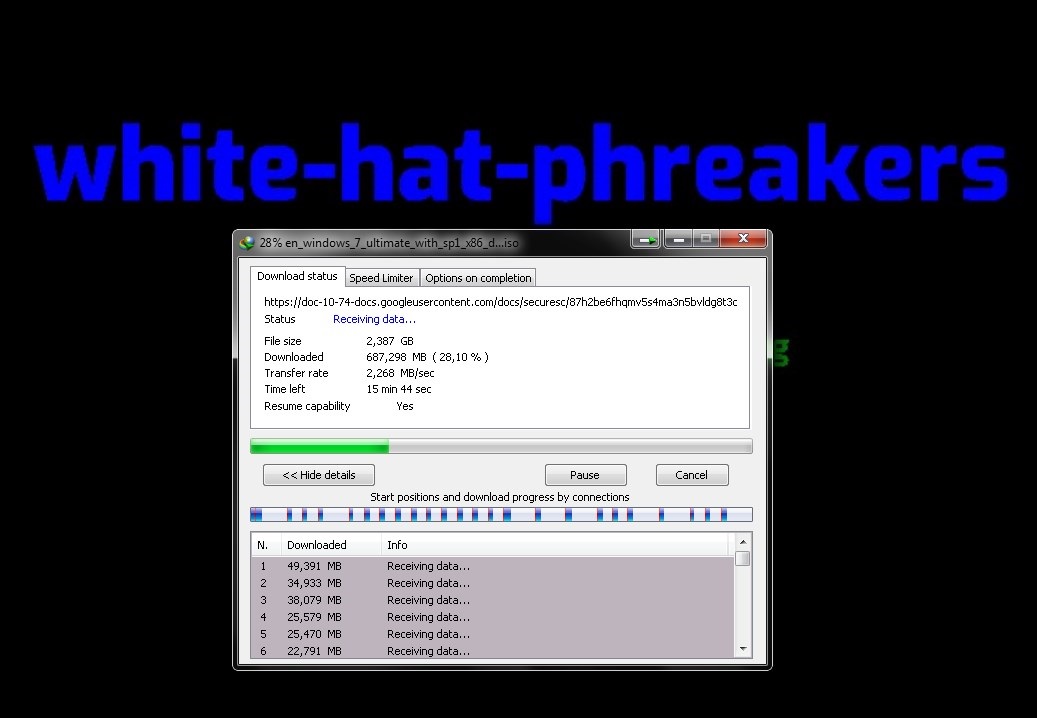 white-hat-phreakers
28% en_windows_7_ultimate_with_sp1_x86_d...iso
Download status Speed Limiter Options on completion
https://doc-10-74-docs.googleusercontent.com/docs/securesc/87h2be6fhqmv5s4ma3n5bvldg8t3c
Status Receiving data...
File size 2,387 GB
Downloaded 687,298 MB ( 28,10 % )
Transfer rate 2,268 MB/sec
Time left 15 min 44 sec
Resume capability Yes
g
<< Hide details Pause Cancel
Start positions and download progress by connections
N. Downloaded Info
1 49,391 MB Receiving data...
2 34,933 MB Receiving data...
3 38,079 MB Receiving data...
4 25,579 MB Receiving data...
5 25,470 MB Receiving data...
6 22,791 MB Receiving data...